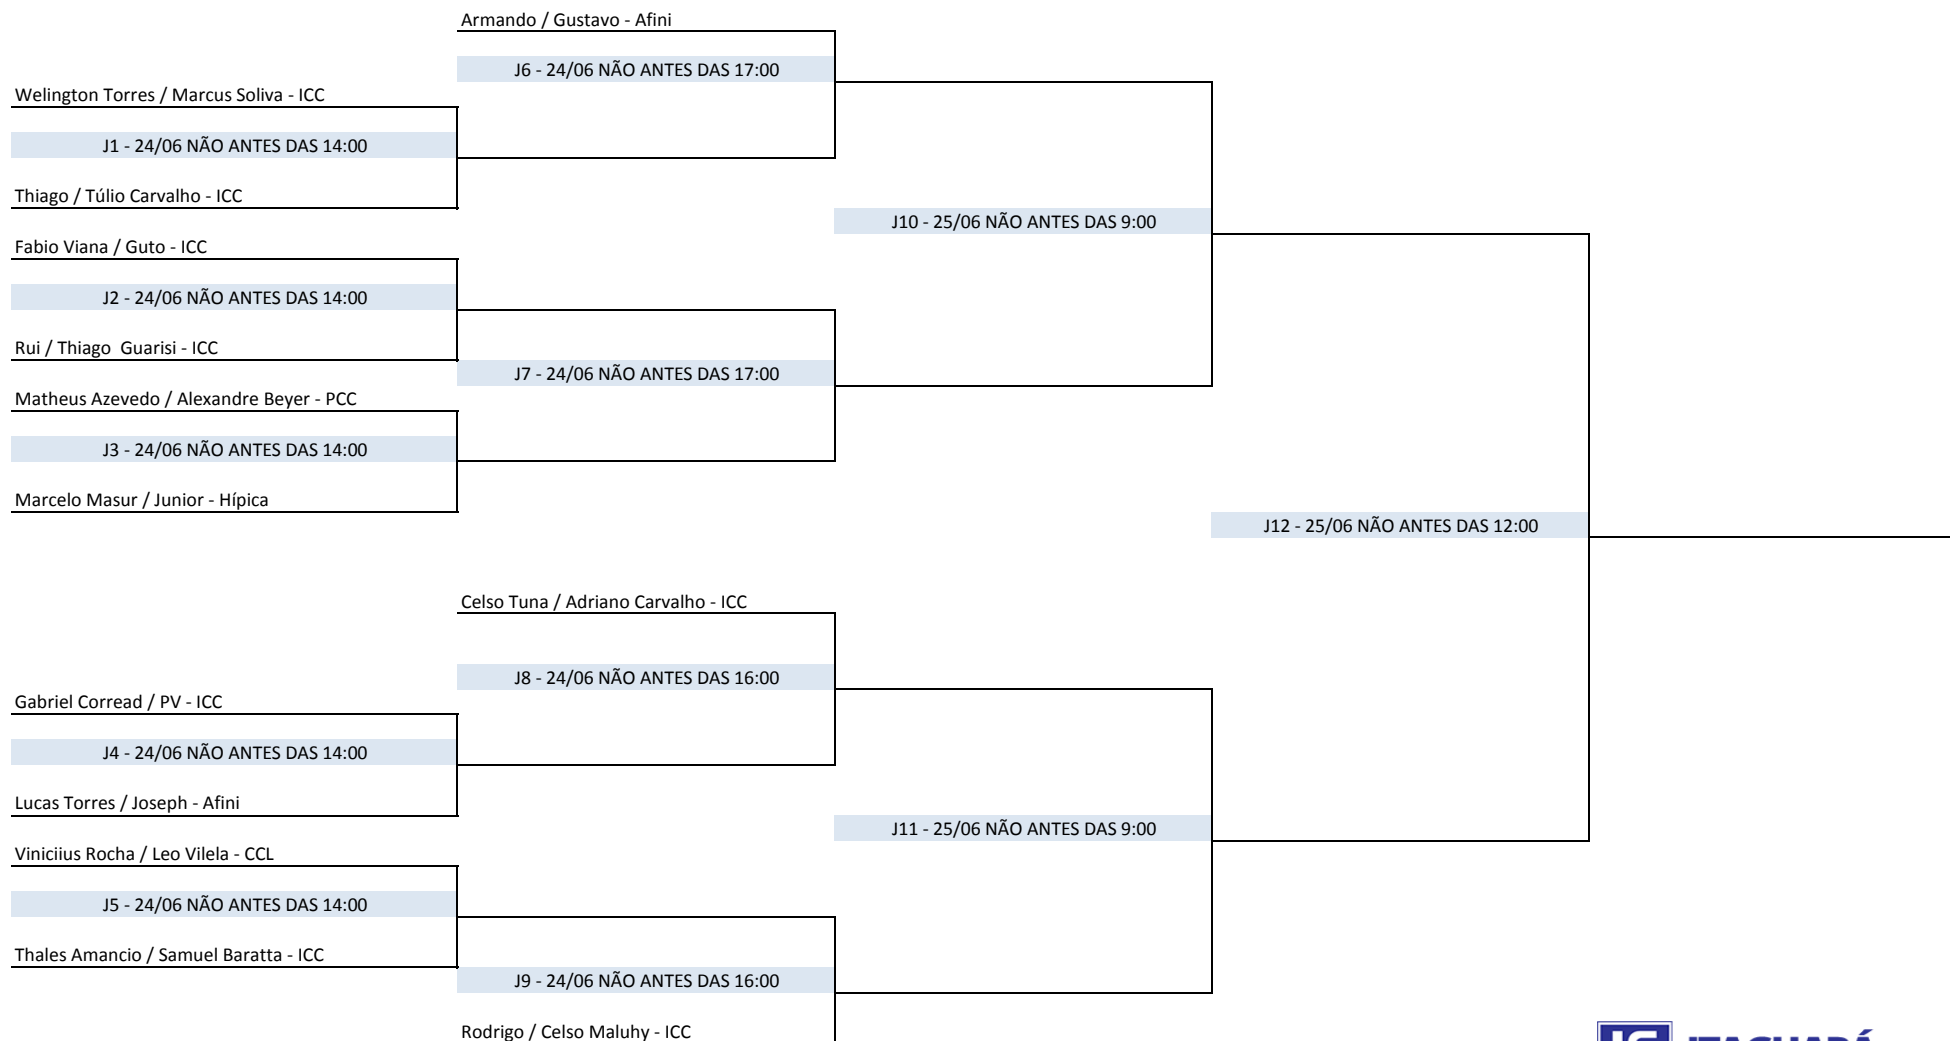 Armando / Gustavo - Afini
J6 - 24/06 NÃO ANTES DAS 17:00
Welington Torres / Marcus Soliva - ICC
J1 - 24/06 NÃO ANTES DAS 14:00
Thiago / Túlio Carvalho - ICC
J10 - 25/06 NÃO ANTES DAS 9:00
Fabio Viana / Guto - ICC
J2 - 24/06 NÃO ANTES DAS 14:00
Rui / Thiago  Guarisi - ICC
J7 - 24/06 NÃO ANTES DAS 17:00
Matheus Azevedo / Alexandre Beyer - PCC
J3 - 24/06 NÃO ANTES DAS 14:00
Marcelo Masur / Junior - Hípica
J12 - 25/06 NÃO ANTES DAS 12:00
Celso Tuna / Adriano Carvalho - ICC
J8 - 24/06 NÃO ANTES DAS 16:00
Gabriel Corread / PV - ICC
J4 - 24/06 NÃO ANTES DAS 14:00
Lucas Torres / Joseph - Afini
J11 - 25/06 NÃO ANTES DAS 9:00
Viniciius Rocha / Leo Vilela - CCL
J5 - 24/06 NÃO ANTES DAS 14:00
Thales Amancio / Samuel Baratta - ICC
J9 - 24/06 NÃO ANTES DAS 16:00
Rodrigo / Celso Maluhy - ICC
ITAGUARÁ